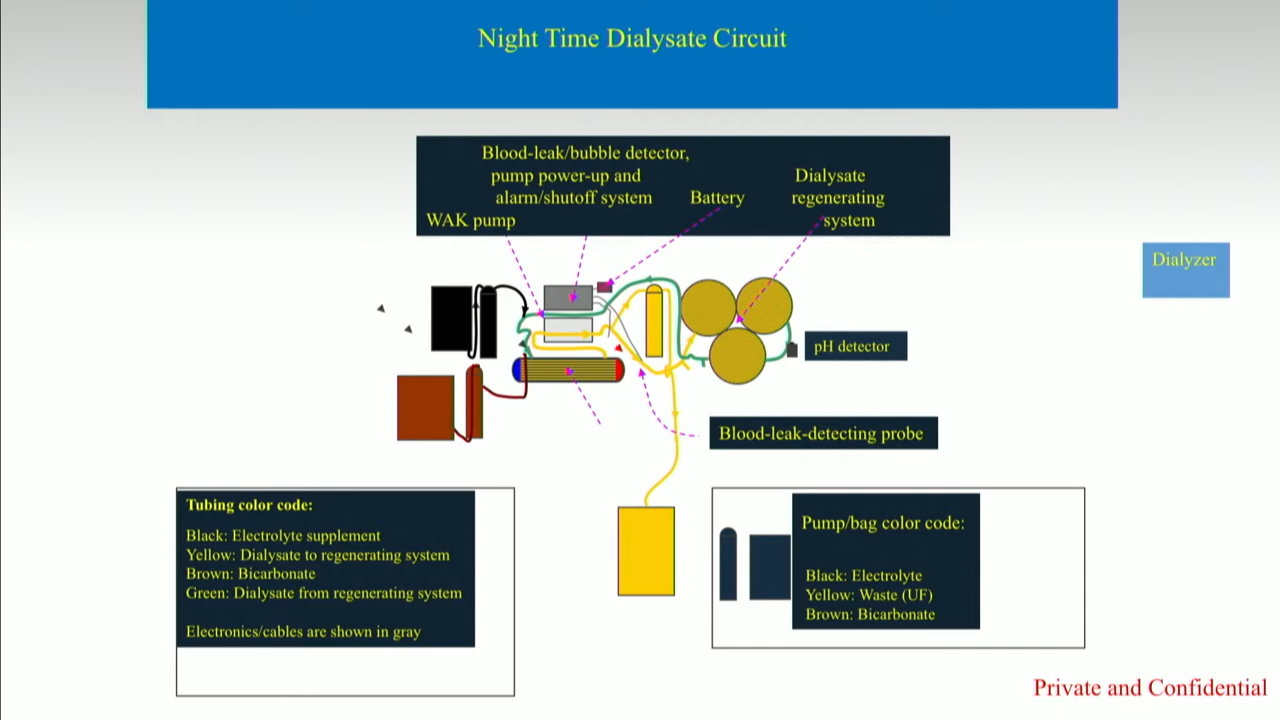 Night Time Dialysate Circuit
Blood-leak/bubble detector,
pump power-up and
alarm/shutoff system
WAK pump
Battery
Dialysate
regenerating
system
Dialyzer
pH detector
Blood-leak-detecting probe
Tubing color code:
Black: Electrolyte supplement
Yellow: Dialysate to regenerating system
Brown: Bicarbonate
Green: Dialysate from regenerating system
Electronics/cables are shown in gray
Pump/bag color code:
Black: Electrolyte
Yellow: Waste (UF)
Brown: Bicarbonate
Private and Confidential